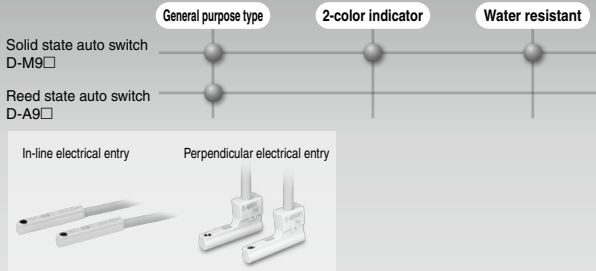 General purpose type 2-color indicator Water resistant
Solid state auto switch
D-M9□
Reed state auto switch
D-A9□
In-line electrical entry Perpendicular electrical entry